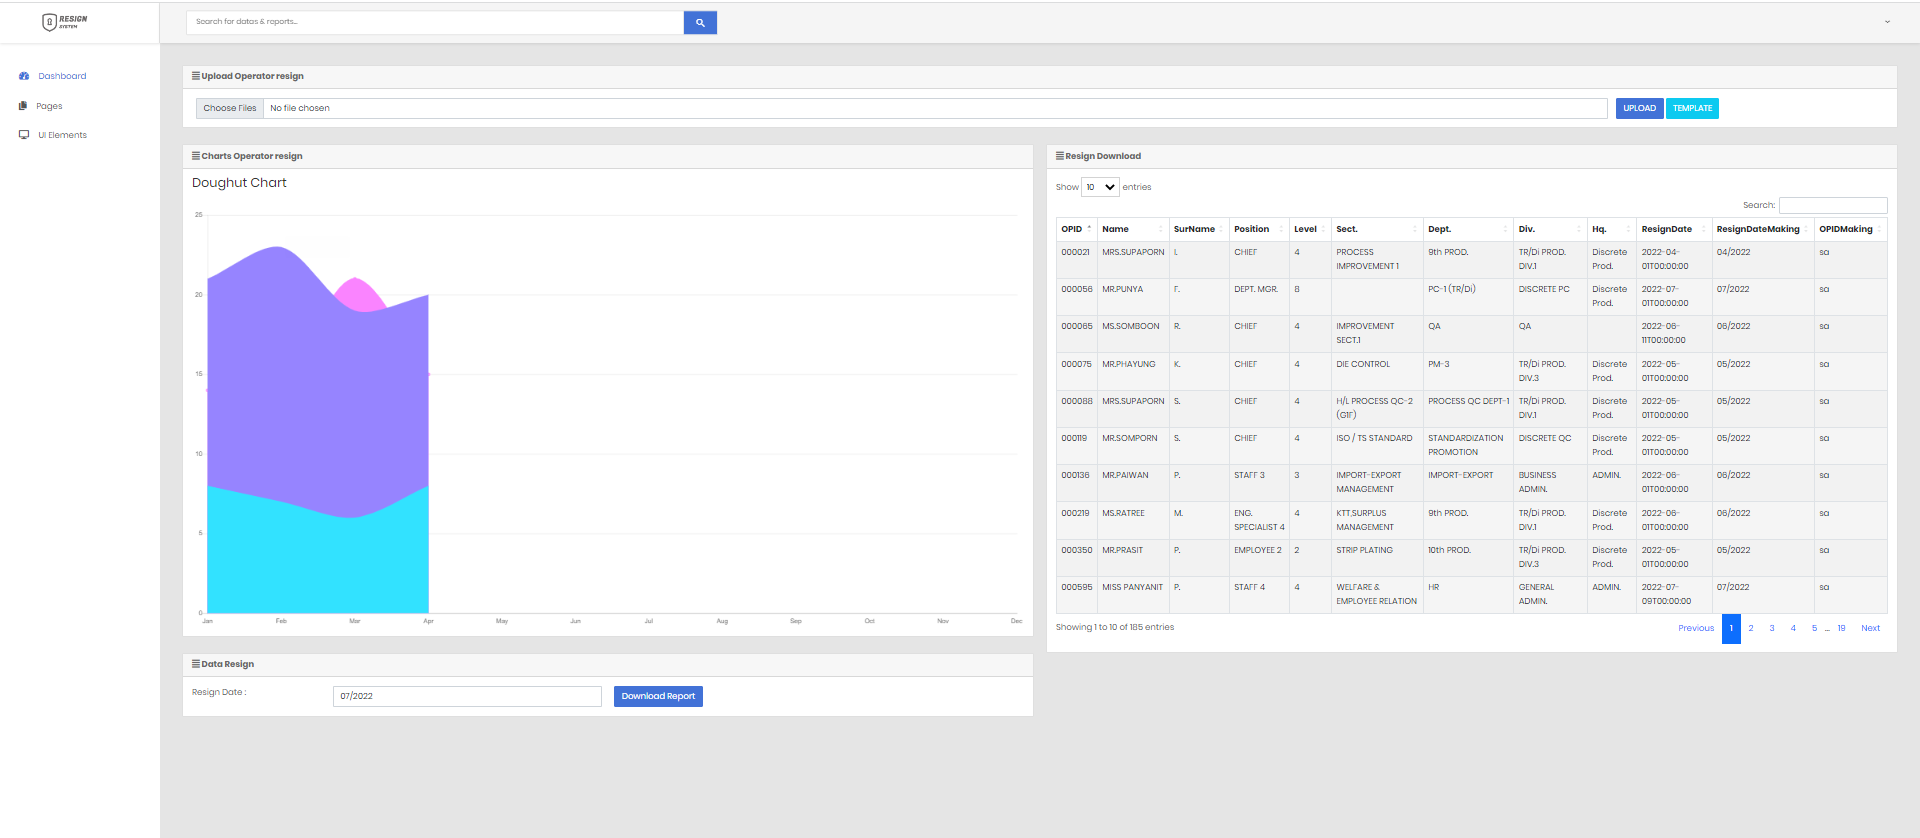 RESIGN
SYSTEM
Search for datas & reports...
Dashboard
Pages
UI Elements
Upload Operator resign
Choose Files No file chosen UPLOAD TEMPLATE
Charts Operator resign
Doughut Chart
25
20
15
10
5
0
Jan Feb Mar Apr May Jun Jul Aug Sep Oct Nov Dec
Data Resign
Resign Date : 07/2022 Download Report
Resign Download
Show 10 entries
Search:
OPID Name SurName Position Level Sect. Dept. Div. Hq. ResignDate ResignDateMaking OPIDMaking
000021 MRS.SUPAPORN I. CHIEF 4 PROCESS 9th PROD. TR/Di PROD. Discrete 2022-04- 04/2022 sa
IMPROVEMENT 1 DIV.1 Prod. 01T00:00:00
000056 MR.PUNYA F. DEPT. MGR. 8 PC-1 (TR/Di) DISCRETE PC Discrete 2022-07- 07/2022 sa
Prod. 01T00:00:00
000065 MS.SOMBOON R. CHIEF 4 IMPROVEMENT QA QA 2022-06- 06/2022 sa
SECT.1 11T00:00:00
000075 MR.PHAYUNG K. CHIEF 4 DIE CONTROL PM-3 TR/Di PROD. Discrete 2022-05- 05/2022 sa
DIV.3 Prod. 01T00:00:00
000088 MRS.SUPAPORN S. CHIEF 4 H/L PROCESS QC-2 PROCESS QC DEPT-1 TR/Di PROD. Discrete 2022-05- 05/2022 sa
(G1F) DIV.1 Prod. 01T00:00:00
000119 MR.SOMPORN S. CHIEF 4 ISO / TS STANDARD STANDARDIZATION DISCRETE QC Discrete 2022-05- 05/2022 sa
PROMOTION Prod. 01T00:00:00
000136 MR.PAIWAN P. STAFF 3 3 IMPORT-EXPORT IMPORT-EXPORT BUSINESS ADMIN. 2022-06- 06/2022 sa
MANAGEMENT ADMIN. 01T00:00:00
000219 MS.RATREE M. ENG. 4 KTT,SURPLUS 9th PROD. TR/Di PROD. Discrete 2022-06- 06/2022 sa
SPECIALIST 4 MANAGEMENT DIV.1 Prod. 01T00:00:00
000350 MR.PRASIT P. EMPLOYEE 2 2 STRIP PLATING 10th PROD. TR/Di PROD. Discrete 2022-05- 05/2022 sa
DIV.3 Prod. 01T00:00:00
000595 MISS PANYANIT P. STAFF 4 4 WELFARE & HR GENERAL ADMIN. 2022-07- 07/2022 sa
EMPLOYEE RELATION ADMIN. 09T00:00:00
Showing 1 to 10 of 185 entries
Previous 1 2 3 4 5 … 19 Next